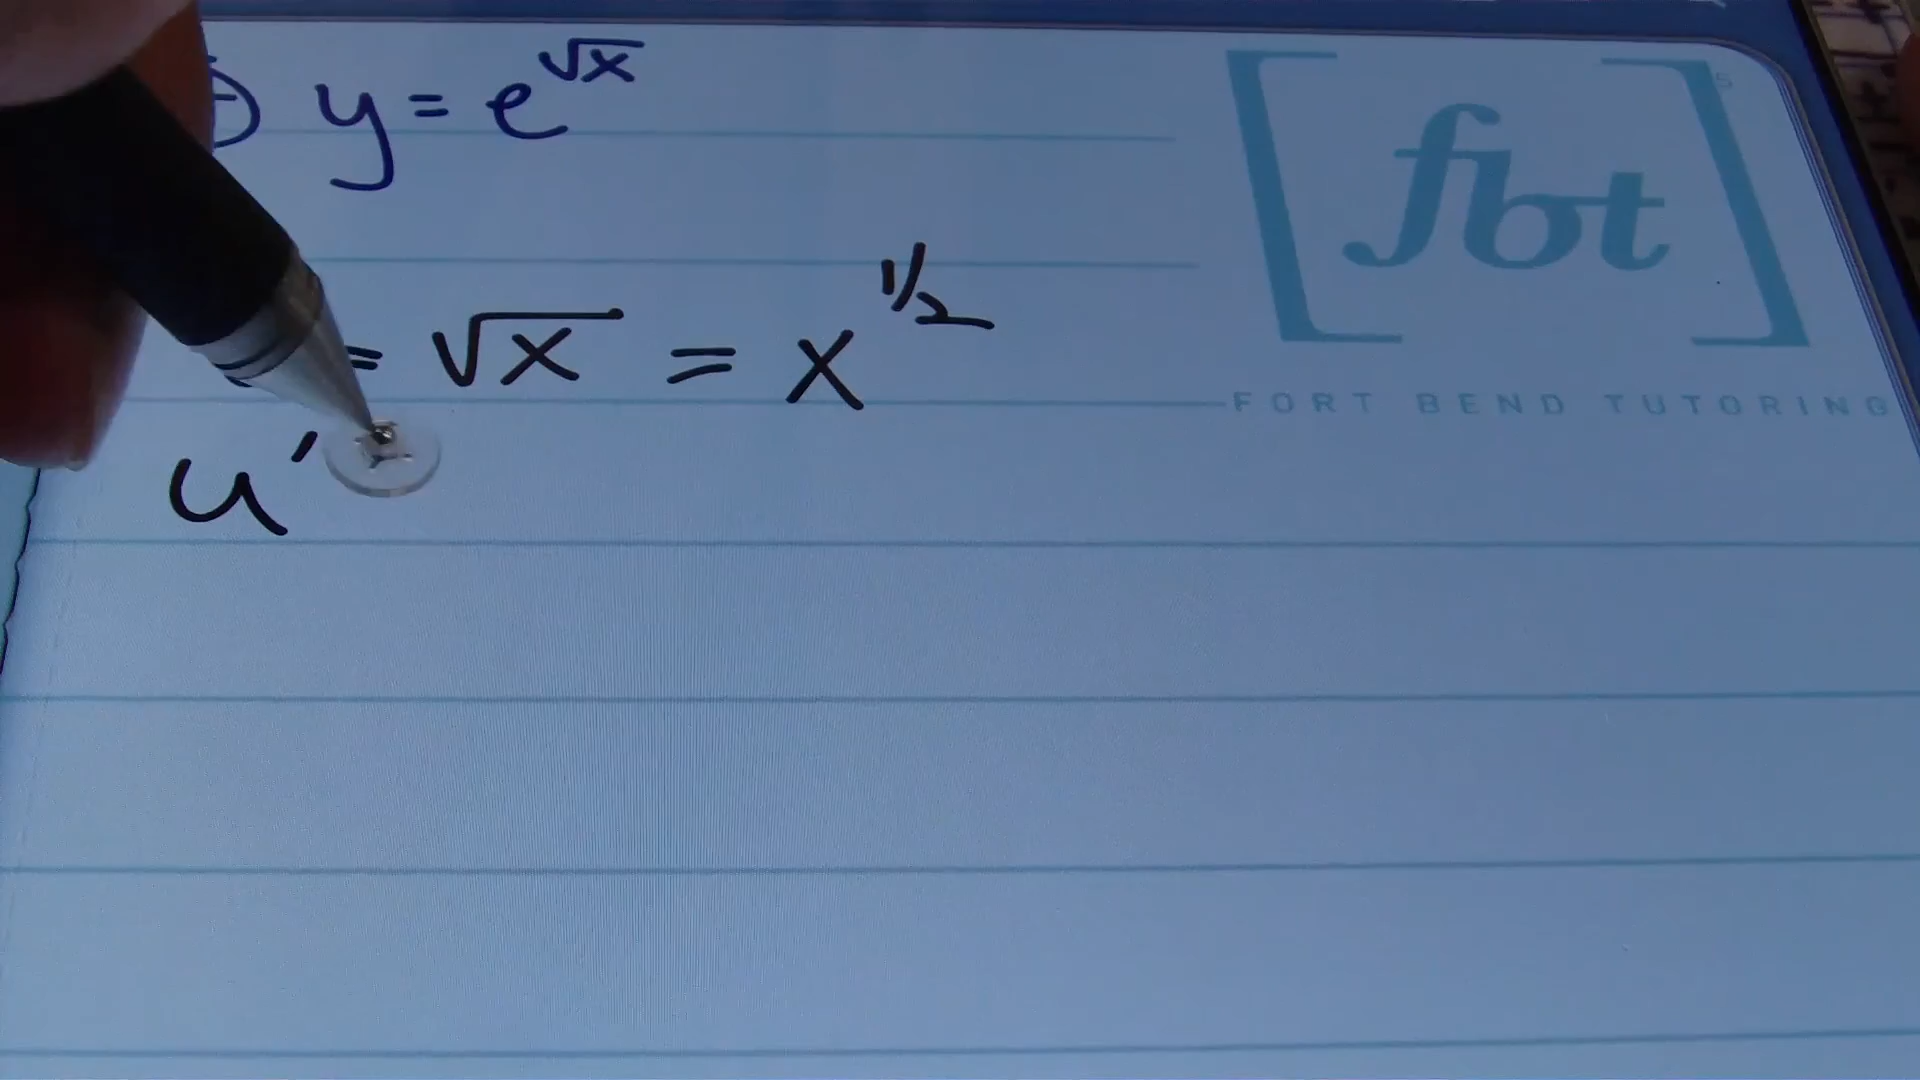 y = e^√x
= √x = x^1/2
u'
fbt
FORT BEND TUTORING